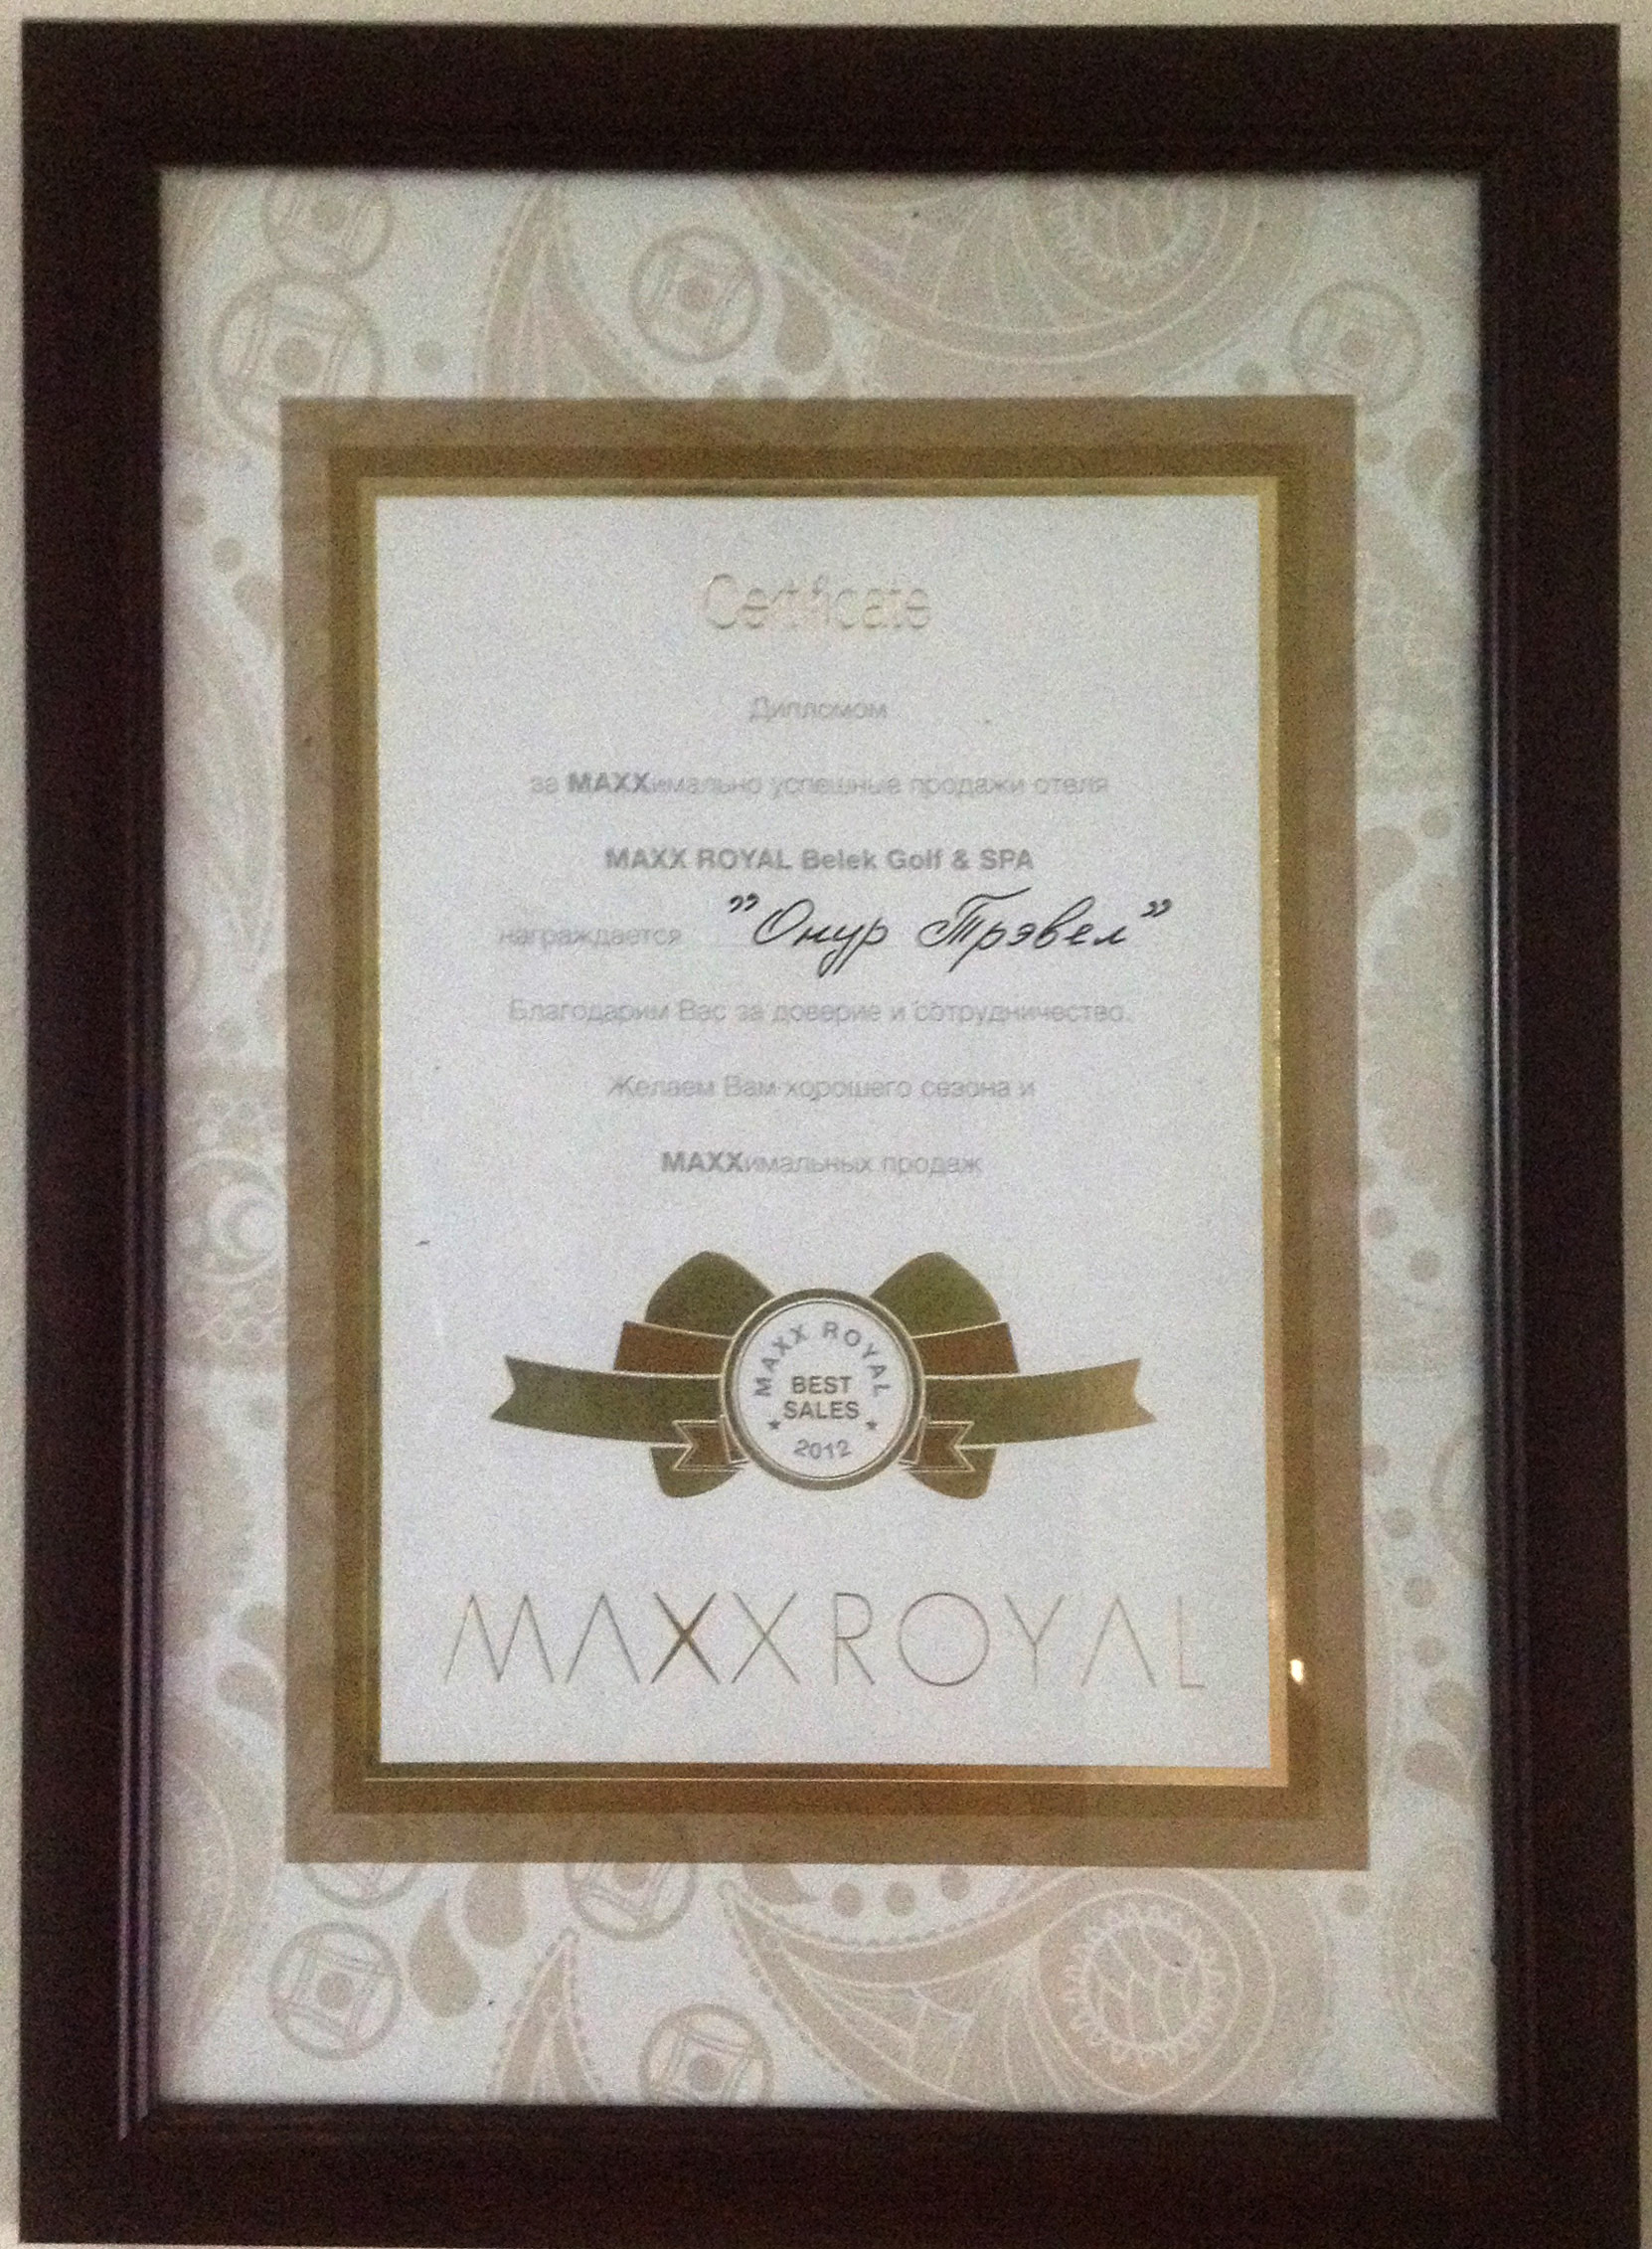 Certificate
Дипломом
за MAXXимально успешные продажи отеля
MAXX ROYAL Belek Golf & SPA
награждается "Онур Трэвел"
Благодарим Вас за доверие и сотрудничество.
Желаем Вам хорошего сезона и
MAXXимальных продаж
MAXX ROYAL
BEST
SALES
2012
MAXX ROYAL